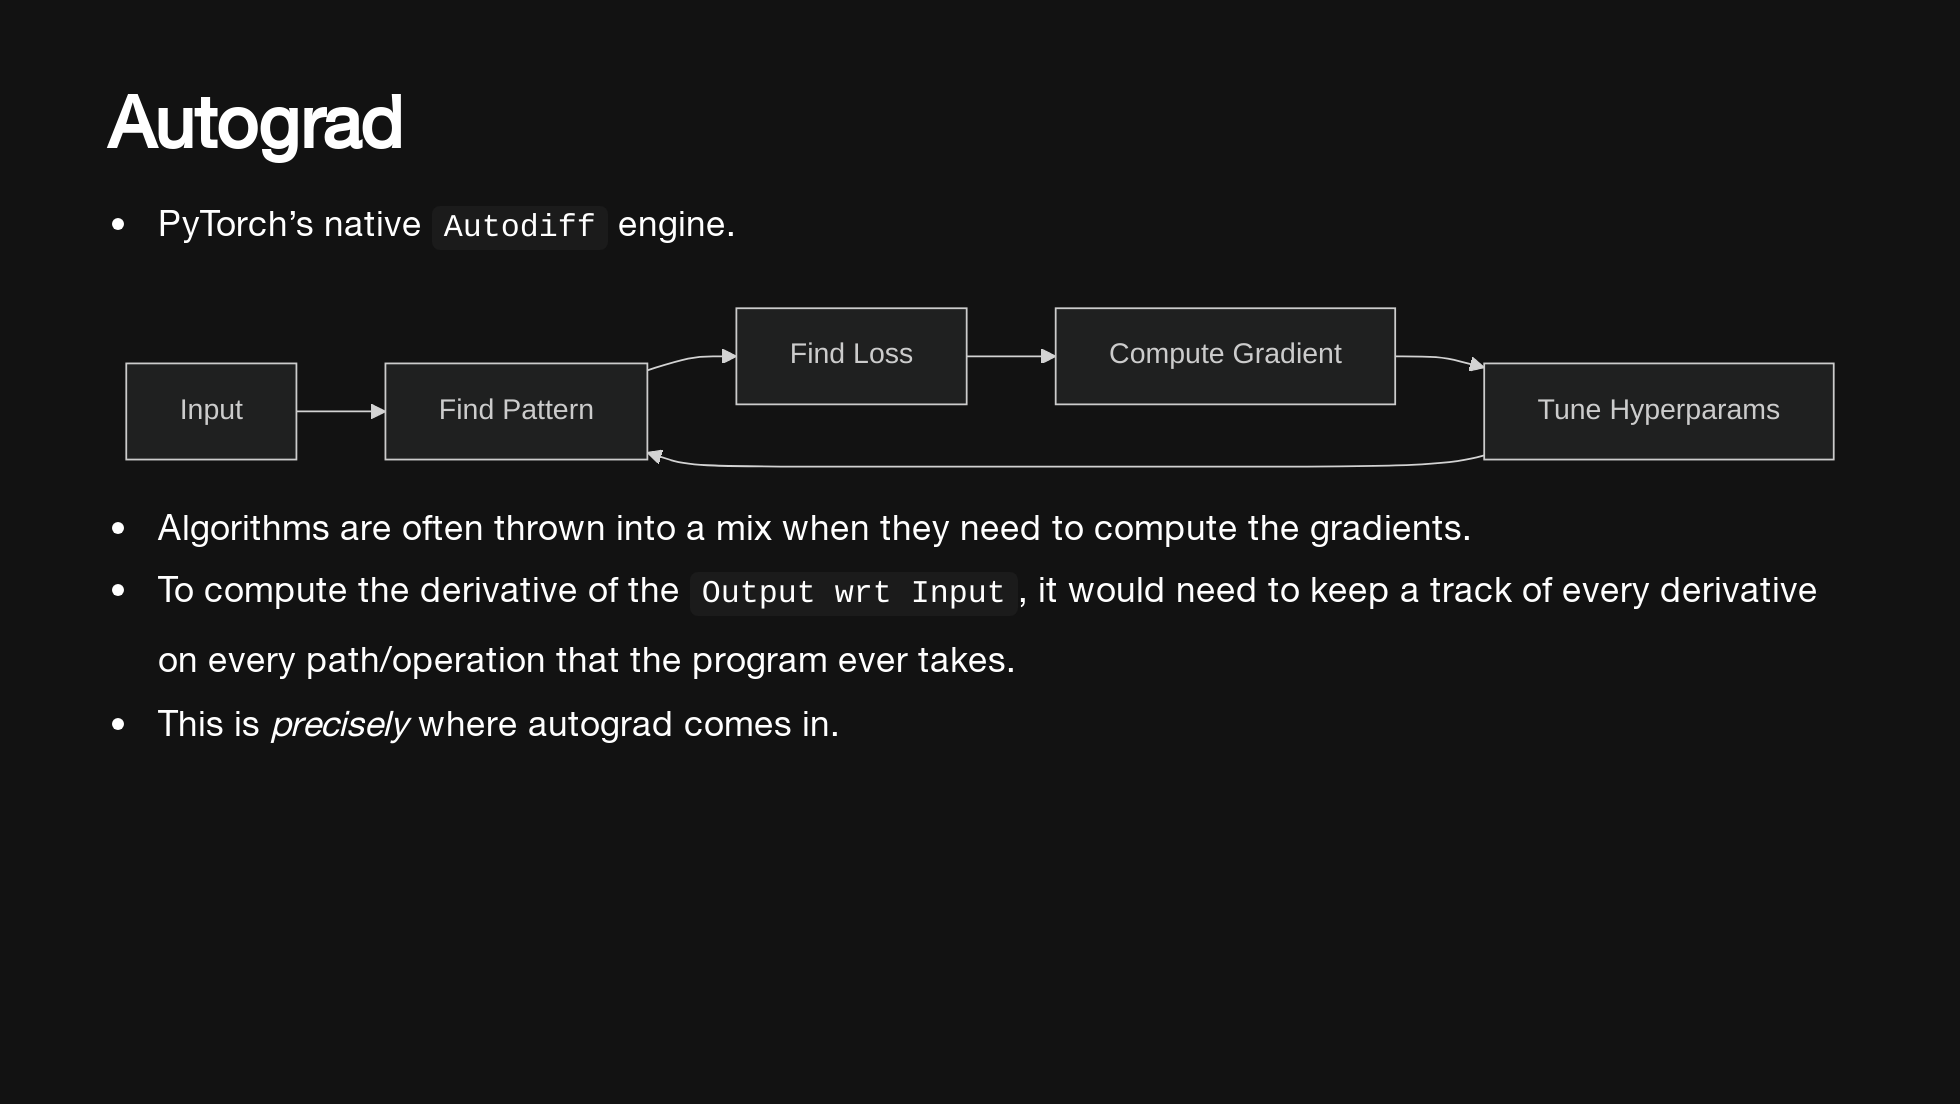 Autograd
• PyTorch’s native Autodiff engine.
Input
Find Pattern
Find Loss
Compute Gradient
Tune Hyperparams
• Algorithms are often thrown into a mix when they need to compute the gradients.
• To compute the derivative of the Output wrt Input, it would need to keep a track of every derivative
on every path/operation that the program ever takes.
• This is precisely where autograd comes in.